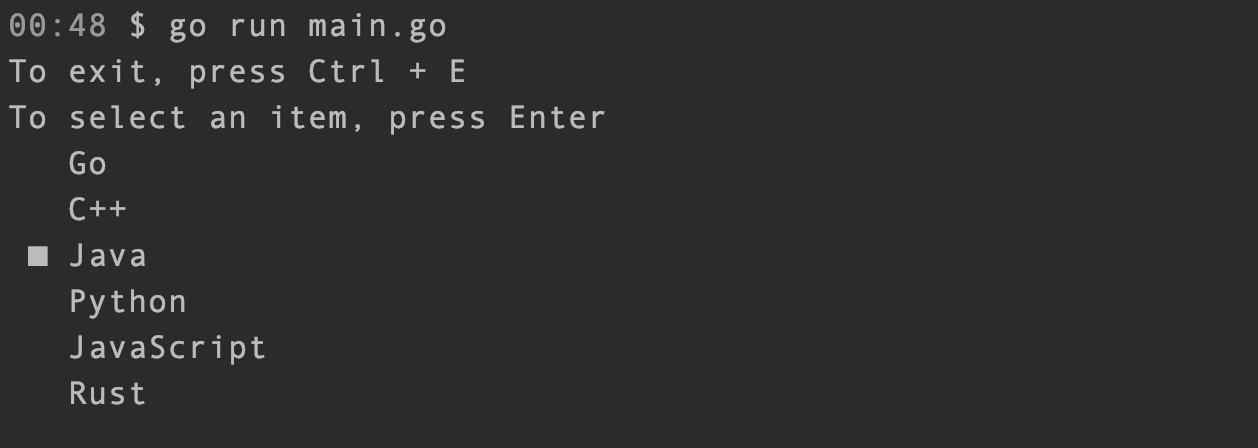 00:48 $ go run main.go
To exit, press Ctrl + E
To select an item, press Enter
Go
C++
■ Java
Python
JavaScript
Rust